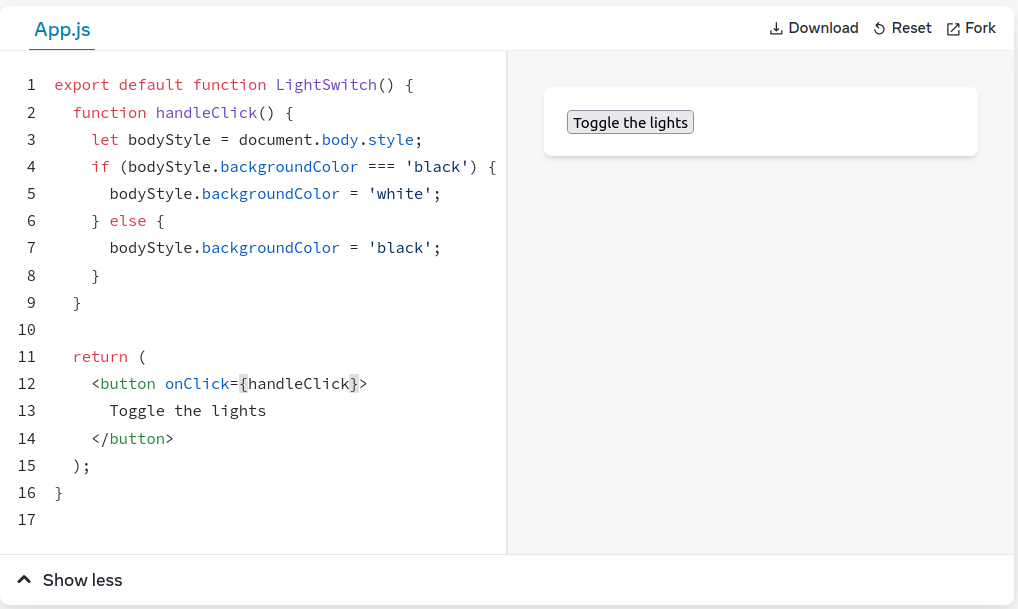 App.js
Download Reset Fork
1 export default function LightSwitch() {
2   function handleClick() {
3     let bodyStyle = document.body.style;
4     if (bodyStyle.backgroundColor === 'black') {
5       bodyStyle.backgroundColor = 'white';
6     } else {
7       bodyStyle.backgroundColor = 'black';
8     }
9   }
10
11   return (
12     <button onClick={handleClick}>
13       Toggle the lights
14     </button>
15   );
16 }
17
Toggle the lights
Show less